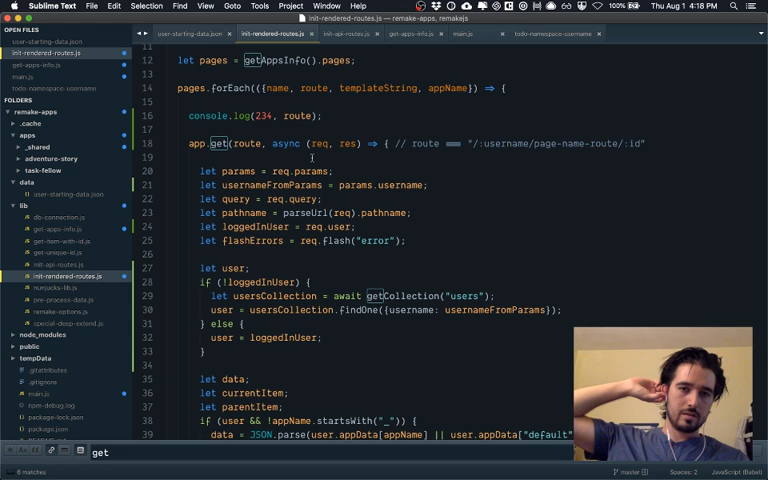 Sublime Text File Edit Selection Find View Goto Tools Project Window Help 100% Thu Aug 1 4:18 PM
init-rendered-routes.js — remake-apps, remakejs
OPEN FILES
user-starting-data.json
init-rendered-routes.js
get-apps-info.js
main.js
todo-namespace-username
FOLDERS
remake-apps
.cache
apps
_shared
adventure-story
task-fellow
data
user-starting-data.json
lib
db-connection.js
get-apps-info.js
get-item-with-id.js
get-unique-id.js
init-api-routes.js
init-rendered-routes.js
nunjucks-lib.js
pre-process-data.js
remake-options.js
special-deep-extend.js
node_modules
public
tempData
.gitattributes
.gitignore
main.js
npm-debug.log
package-lock.json
package.json
user-starting-data.json init-rendered-routes.js init-api-routes.js get-apps-info.js main.js todo-namespace-username
11
12 let pages = getAppsInfo().pages;
13
14 pages.forEach(({name, route, templateString, appName}) => {
15
16 console.log(234, route);
17
18 app.get(route, async (req, res) => { // route === "/:username/page-name-route/:id"
19
20 let params = req.params;
21 let usernameFromParams = params.username;
22 let query = req.query;
23 let pathname = parseUrl(req).pathname;
24 let loggedInUser = req.user;
25 let flashErrors = req.flash("error");
26
27 let user;
28 if (!loggedInUser) {
29 let usersCollection = await getCollection("users");
30 user = usersCollection.findOne({username: usernameFromParams});
31 } else {
32 user = loggedInUser;
33 }
34
35 let data;
36 let currentItem;
37 let parentItem;
38 if (user && !appName.startsWith("_")) {
39 data = JSON.parse(user.appData[appName] || user.appData["default"
get
6 matches master Spaces: 2 JavaScript (Babel)